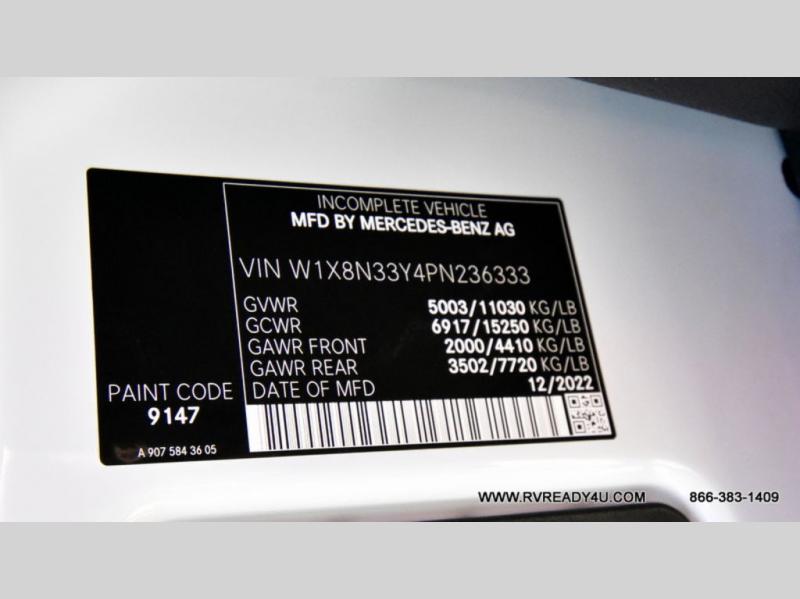 INCOMPLETE VEHICLE
MFD BY MERCEDES-BENZ AG
VIN W1X8N33Y4PN236333
GVWR 5003/11030 KG/LB
GCWR 6917/15250 KG/LB
GAWR FRONT 2000/4410 KG/LB
GAWR REAR 3502/7720 KG/LB
DATE OF MFD 12/2022
PAINT CODE
9147
A 907 584 36 05
WWW.RVREADY4U.COM 866-383-1409